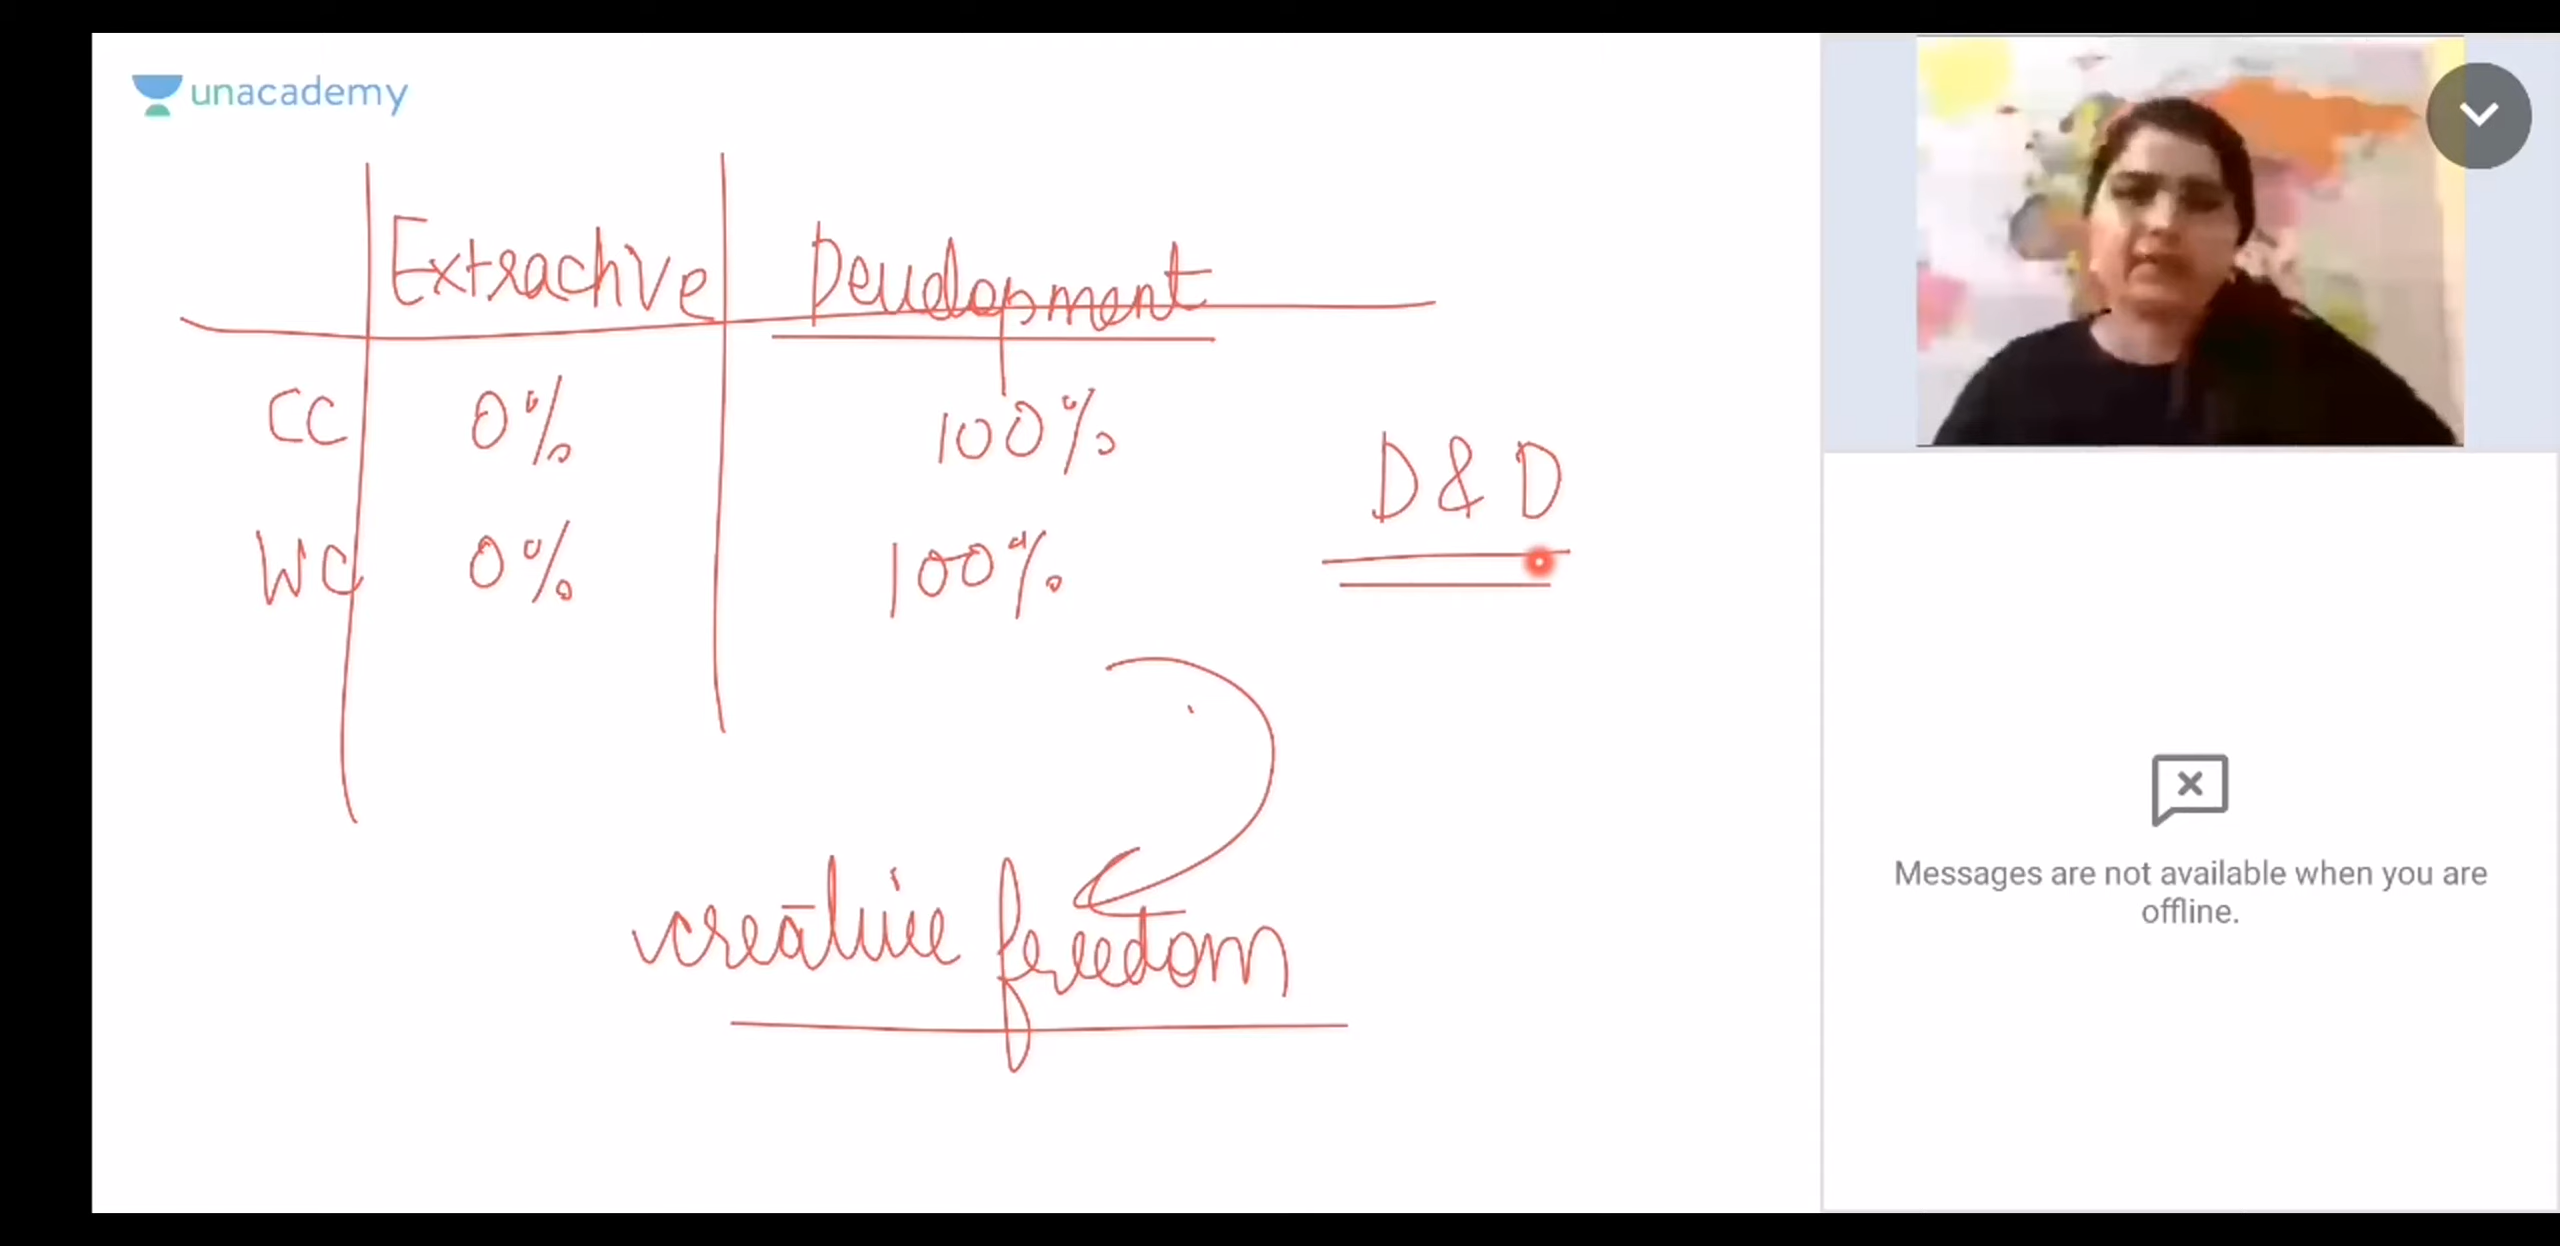 unacademy
Extractive Development
CC 0% 100%
D & D
WC 0% 100%
creative freedom
Messages are not available when you are
offline.